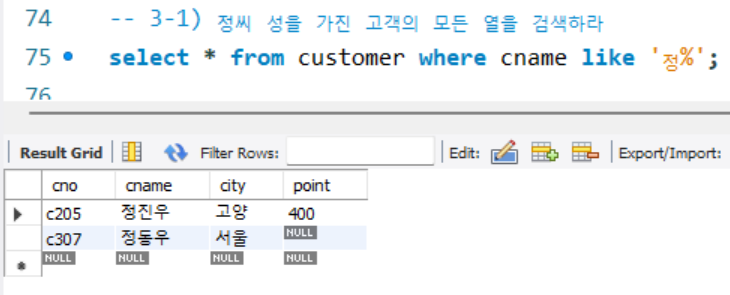 74 -- 3-1) 정씨 성을 가진 고객의 모든 열을 검색하라
75 select * from customer where cname like '정%';
76
Result Grid Filter Rows: Edit: Export/Import:
cno cname city point
c205 정진우 고양 400
c307 정동우 서울 NULL
NULL NULL NULL NULL